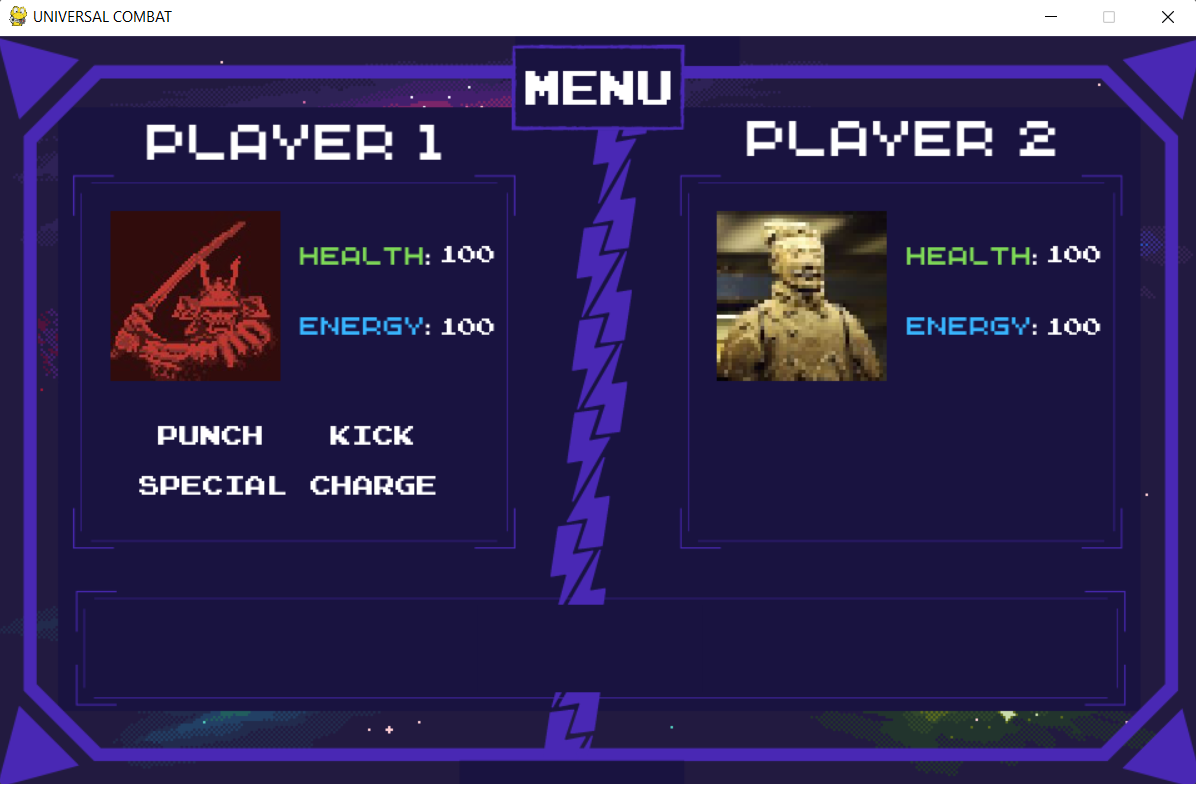 UNIVERSAL COMBAT
MENU
PLAYER 1
PLAYER 2
HEALTH: 100
ENERGY: 100
PUNCH KICK
SPECIAL CHARGE
HEALTH: 100
ENERGY: 100